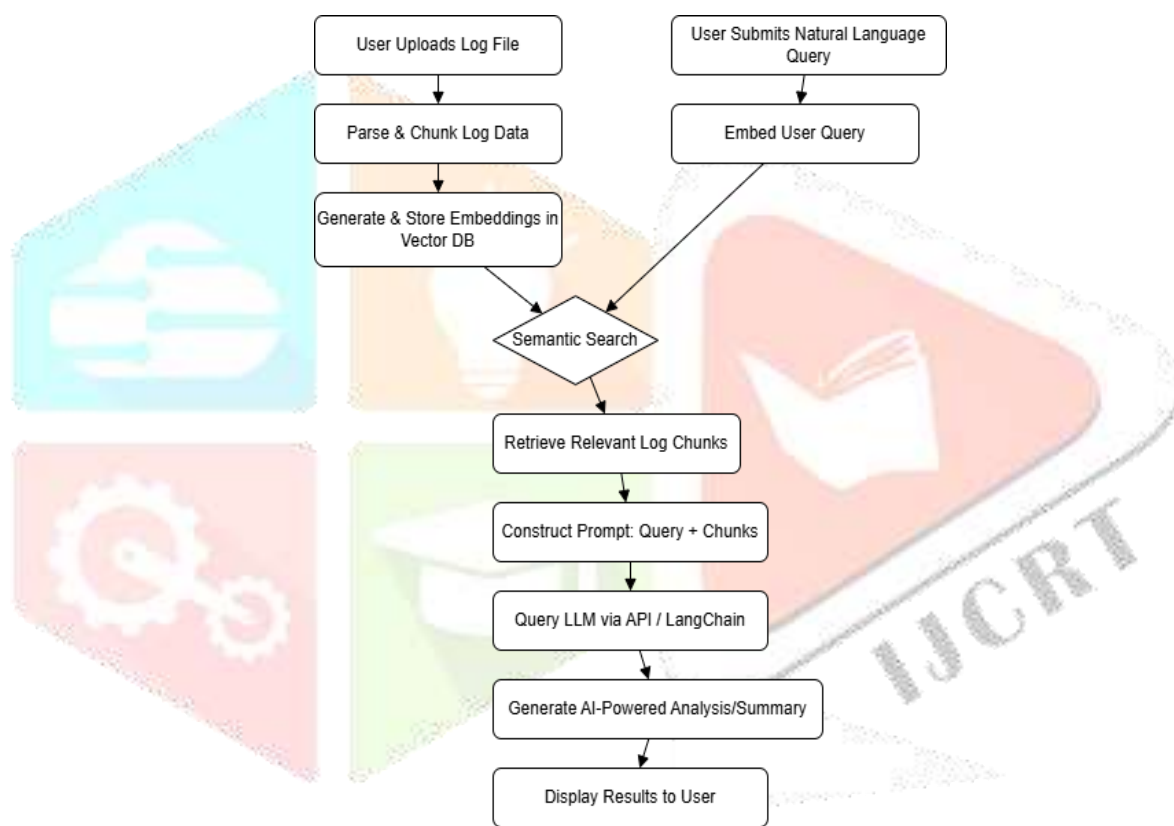 User Uploads Log File
User Submits Natural Language
Query
Parse & Chunk Log Data
Embed User Query
Generate & Store Embeddings in
Vector DB
Semantic Search
Retrieve Relevant Log Chunks
Construct Prompt: Query + Chunks
Query LLM via API / LangChain
IJCRT
Generate AI-Powered Analysis/Summary
Display Results to User